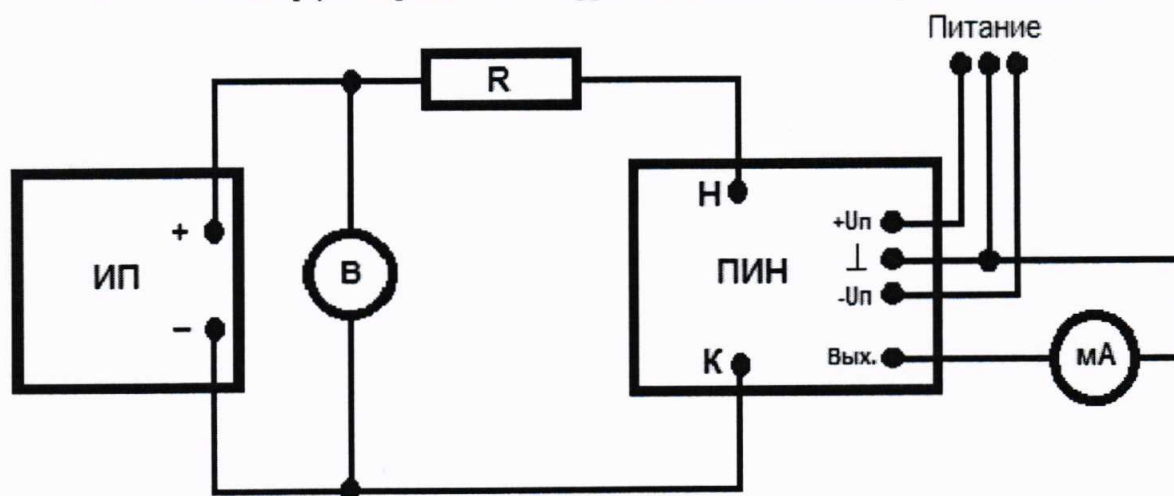 Питание
R
Н
+Uп
+
ИП
В
ПИН
⊥
-Uп
−
К
Вых.
мА